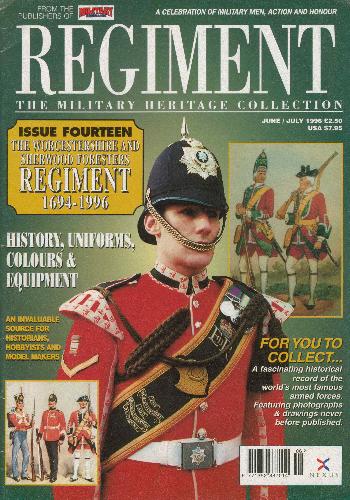 FROM THE
PUBLISHERS OF
MILITARY
A CELEBRATION OF MILITARY MEN, ACTION AND HONOUR
REGIMENT
THE MILITARY HERITAGE COLLECTION
JUNE / JULY 1996 £2.50
USA $7.95
ISSUE FOURTEEN
THE WORCESTERSHIRE AND
SHERWOOD FORESTERS
REGIMENT
1694-1996
HISTORY, UNIFORMS,
COLOURS &
EQUIPMENT
AN INVALUABLE
SOURCE FOR
HISTORIANS,
HOBBYISTS AND
MODEL MAKERS
FOR YOU TO
COLLECT...
A fascinating historical
record of the
world's most famous
armed forces.
Featuring photographs
& drawings never
before published.
NEXUS